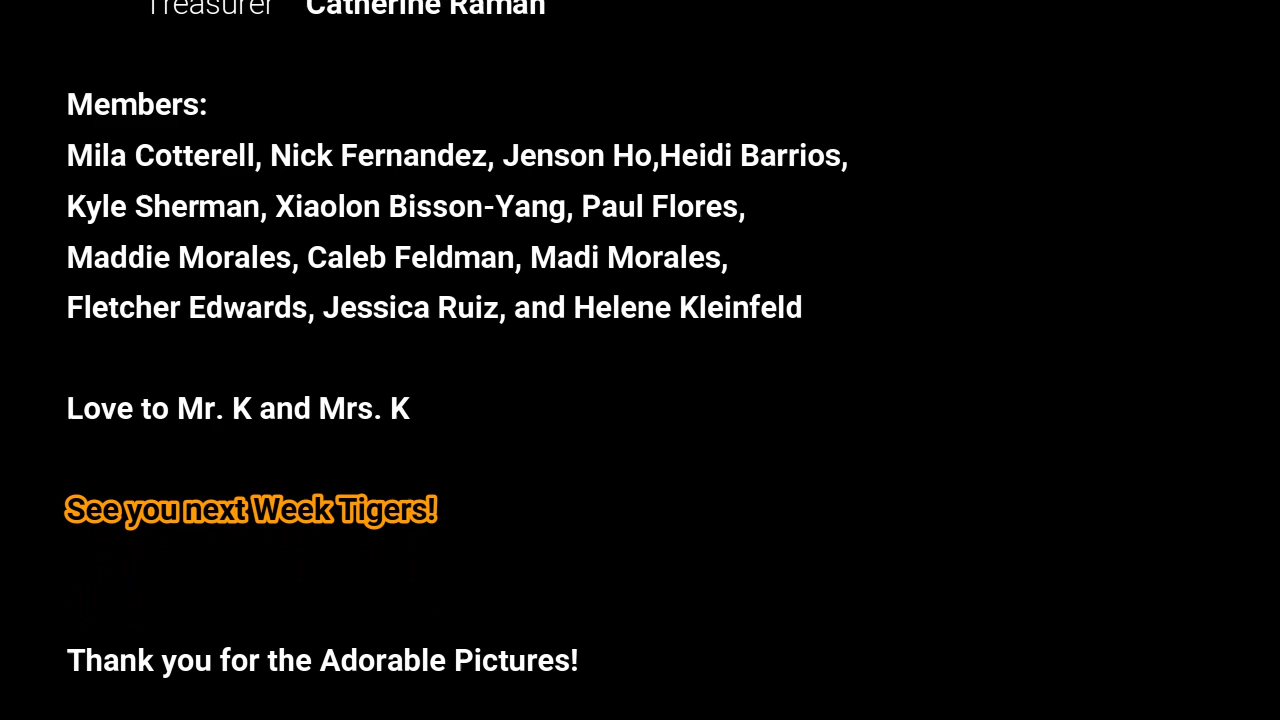 Treasurer Catherine Raman
Members:
Mila Cotterell, Nick Fernandez, Jenson Ho,Heidi Barrios,
Kyle Sherman, Xiaolon Bisson-Yang, Paul Flores,
Maddie Morales, Caleb Feldman, Madi Morales,
Fletcher Edwards, Jessica Ruiz, and Helene Kleinfeld
Love to Mr. K and Mrs. K
See you next Week Tigers!
Thank you for the Adorable Pictures!